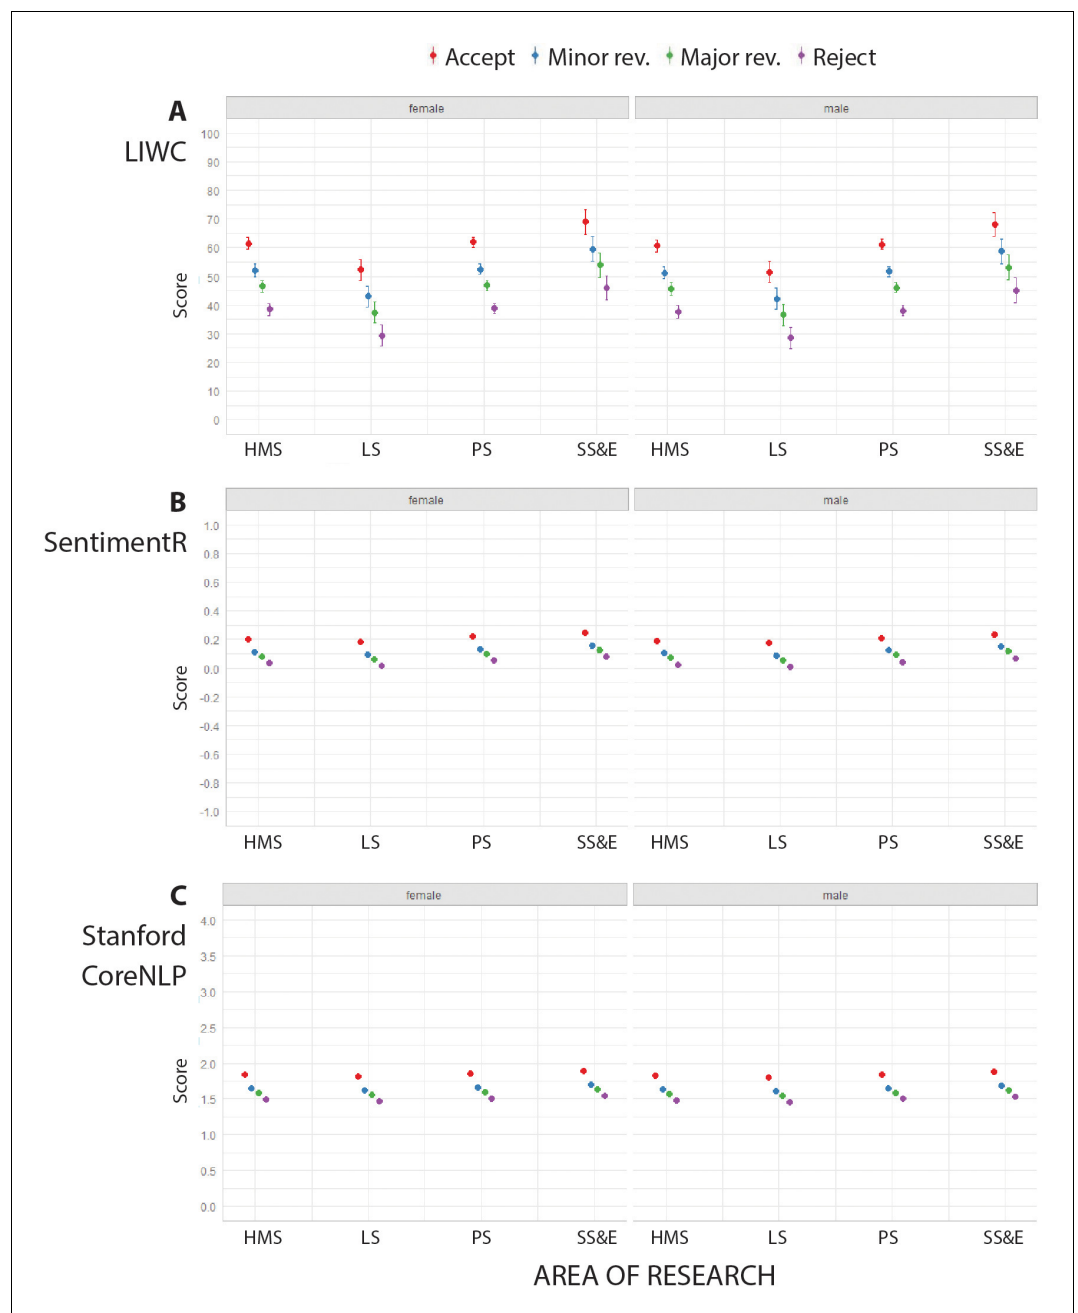 Accept Minor rev. Major rev. Reject
A
LIWC
female male
100
90
80
70
60
50
40
30
20
10
0
Score
HMS LS PS SS&E HMS LS PS SS&E
B
SentimentR
female male
1.0
0.8
0.6
0.4
0.2
0.0
-0.2
-0.4
-0.6
-0.8
-1.0
Score
HMS LS PS SS&E HMS LS PS SS&E
C
Stanford
CoreNLP
female male
4.0
3.5
3.0
2.5
2.0
1.5
1.0
0.5
0.0
Score
HMS LS PS SS&E HMS LS PS SS&E
AREA OF RESEARCH